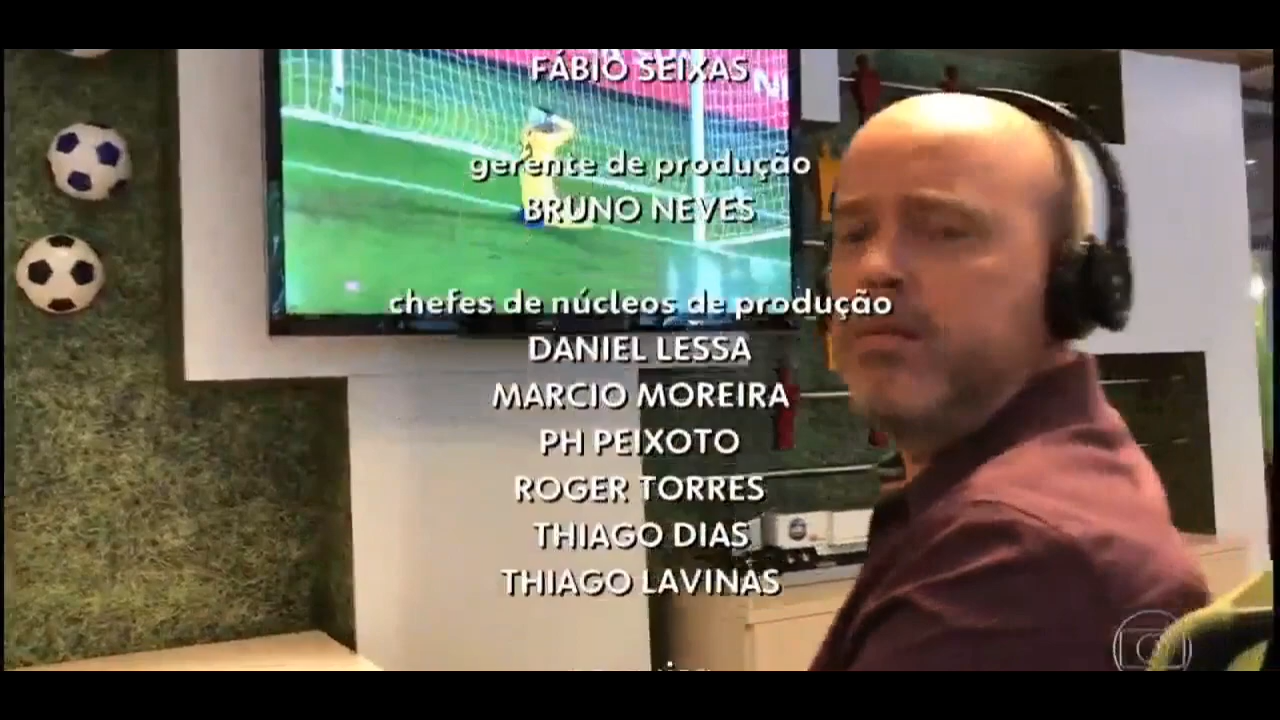 FÁBIO SEIXAS
gerente de produção
BRUNO NEVES
chefes de núcleos de produção
DANIEL LESSA
MARCIO MOREIRA
PH PEIXOTO
ROGER TORRES
THIAGO DIAS
THIAGO LAVINAS